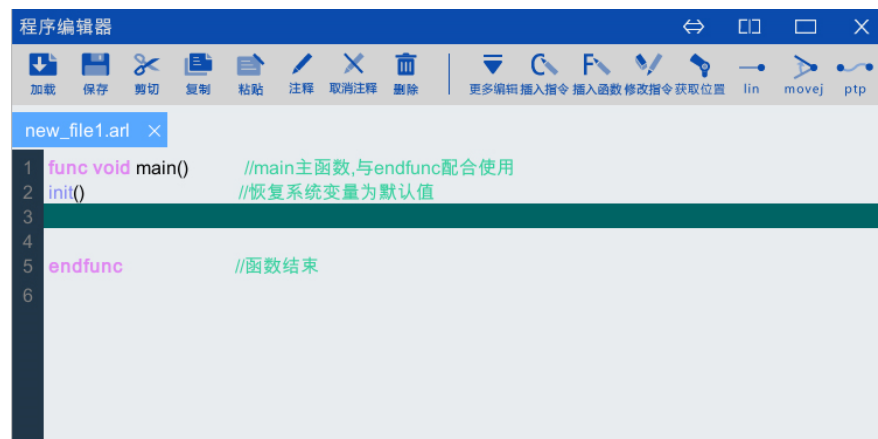 程序编辑器
加载 保存 剪切 复制 粘贴 注释 取消注释 删除 更多编辑 插入指令 插入函数 修改指令 获取位置 lin movej ptp
new_file1.arl
1 func void main() //main主函数,与endfunc配合使用
2 init() //恢复系统变量为默认值
3
4
5 endfunc //函数结束
6